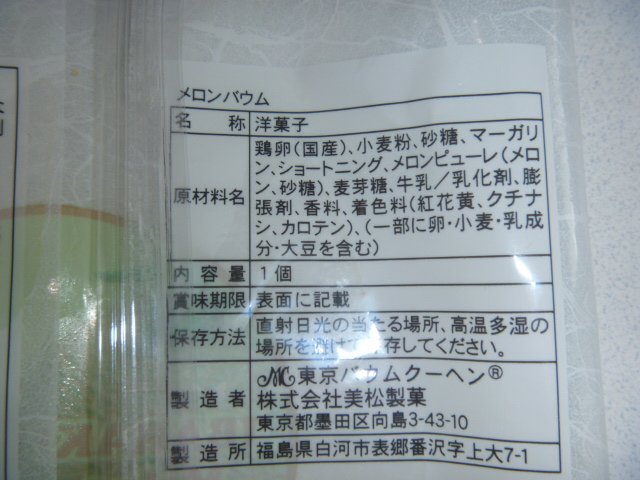 メロンバウム
名称 洋菓子
原材料名 鶏卵(国産)、小麦粉、砂糖、マーガリ
ン、ショートニング、メロンピューレ(メロ
ン、砂糖)、麦芽糖、牛乳/乳化剤、膨
張剤、香料、着色料(紅花黄、クチナ
シ、カロテン)、(一部に卵・小麦・乳成
分・大豆を含む)
内容量 1個
賞味期限 表面に記載
保存方法 直射日光の当たる場所、高温多湿の
場所を避けて保存してください。
製造者 MC東京バウムクーヘン®
株式会社美松製菓
東京都墨田区向島3-43-10
製造所 福島県白河市表郷番沢字上大7-1